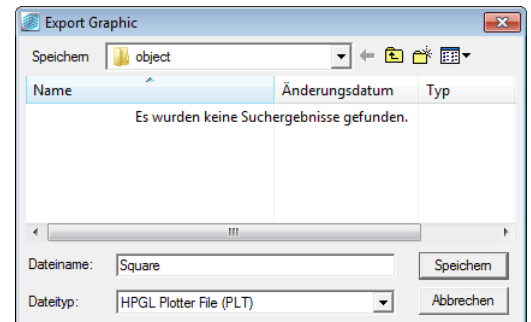 Export Graphic
Speichern object
Name Änderungsdatum Typ
Es wurden keine Suchergebnisse gefunden.
Dateiname: Square Speichern
Dateityp: HPGL Plotter File (PLT) Abbrechen